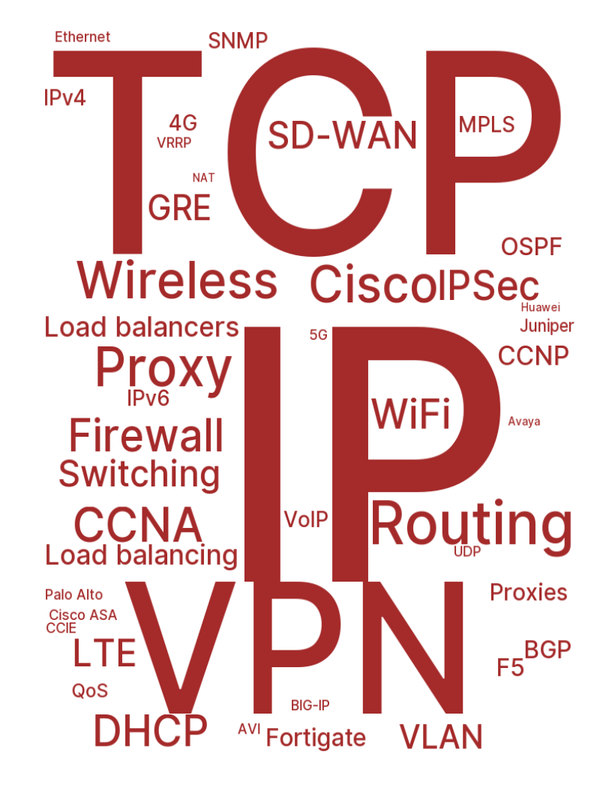 Ethernet
SNMP
TCP
IPv4
4G
SD-WAN
MPLS
VRRP
NAT
GRE
OSPF
Wireless
Cisco
IPSec
Huawei
Juniper
Load balancers
5G
IP
CCNP
Proxy
IPv6
WiFi
Avaya
Firewall
Switching
CCNA
VoIP
Routing
UDP
Load balancing
VPN
Palo Alto
Proxies
Cisco ASA
CCIE
LTE
BGP
F5
QoS
BIG-IP
DHCP
AVI
Fortigate
VLAN